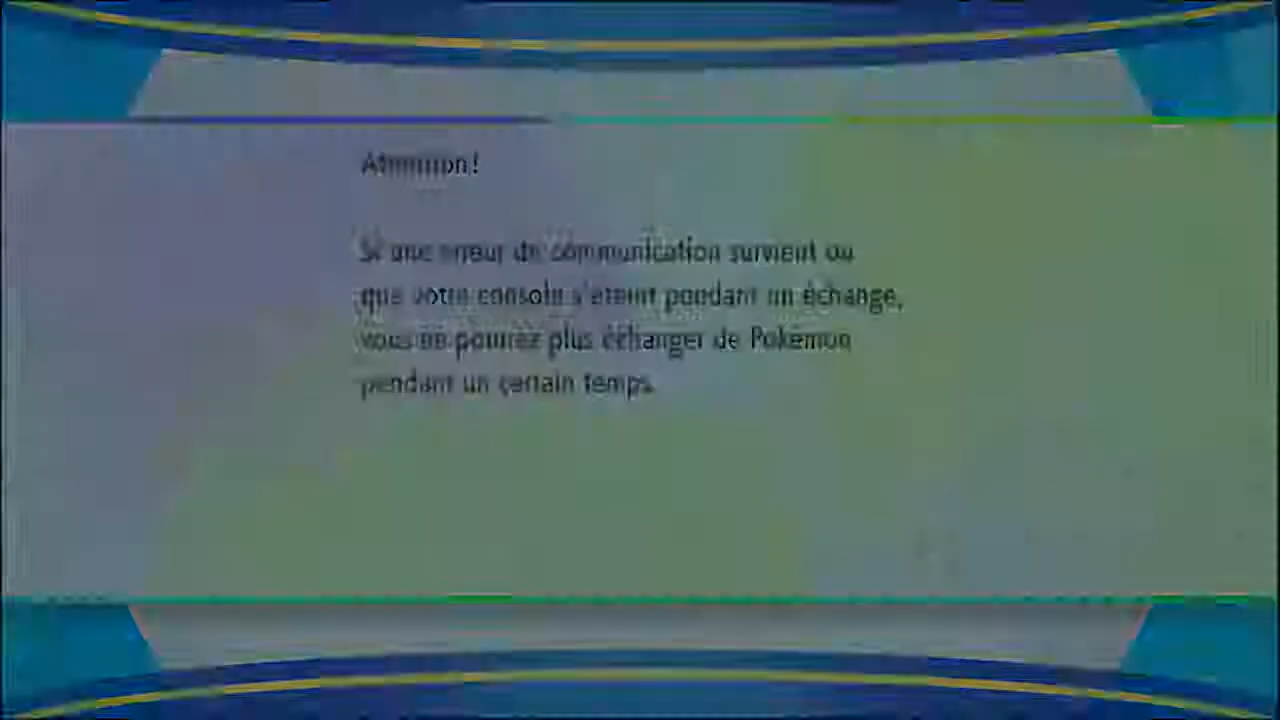 Attention!
Si une erreur de communication survient ou
que votre console s'éteint pendant un échange,
vous ne pourrez plus échanger de Pokémon
pendant un certain temps.